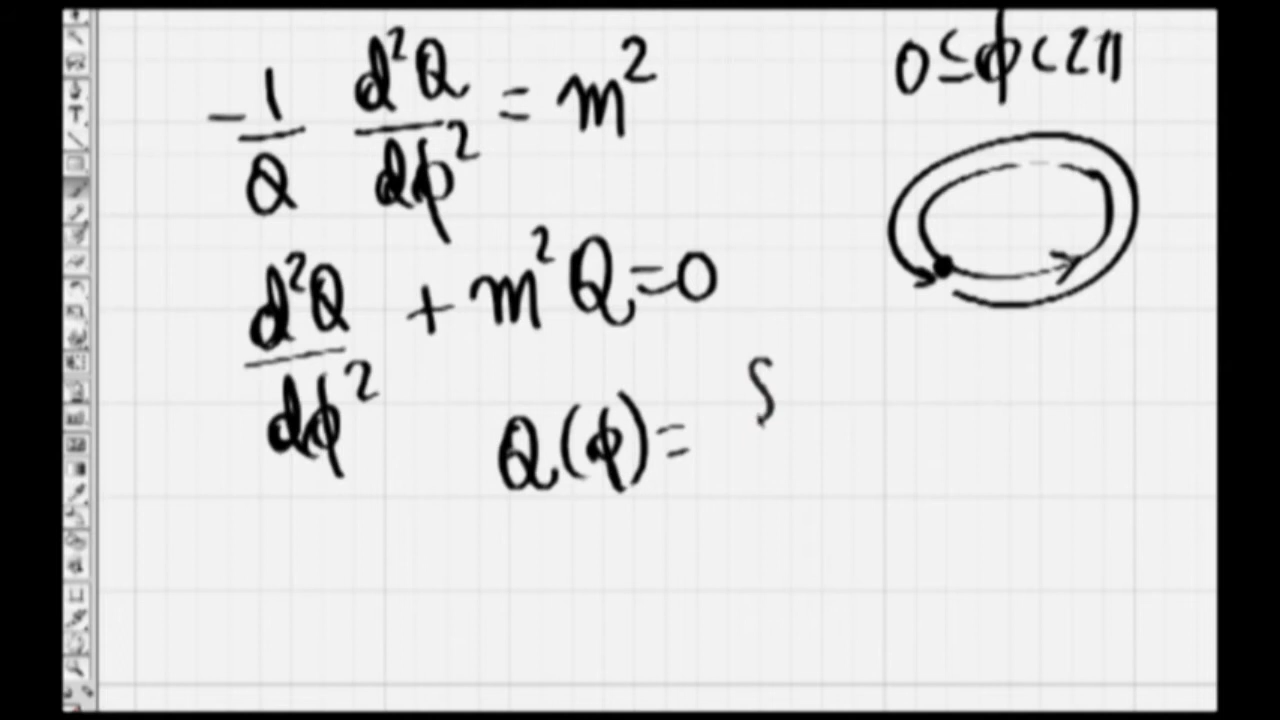 -1/Q d²Q/dϕ² = m²
0 ≤ ϕ < 2π
d²Q/dϕ² + m²Q = 0
Q(ϕ) =